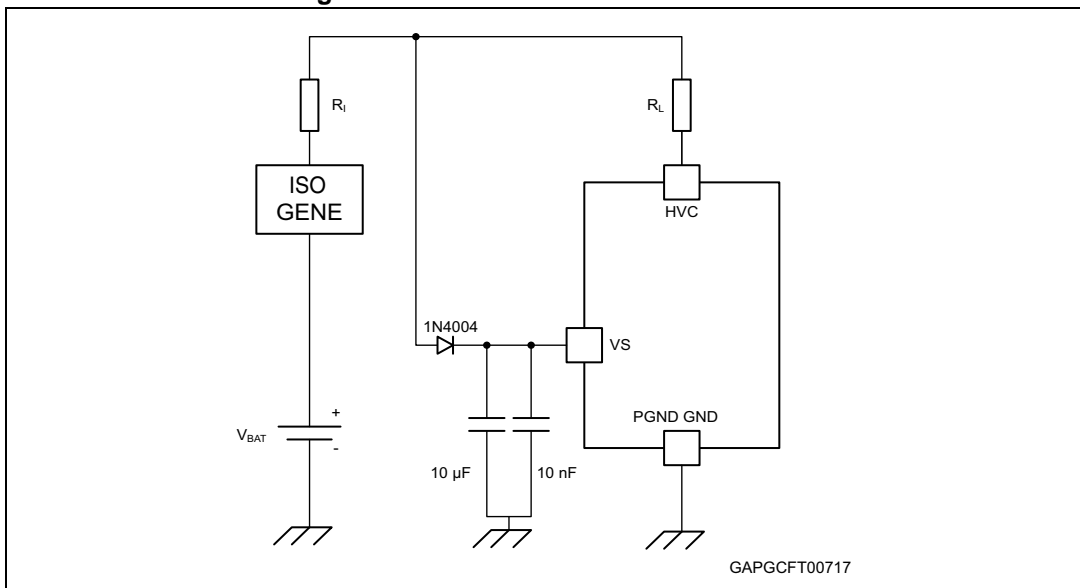 R_I
R_L
ISO
GENE
HVC
1N4004
VS
PGND GND
+
V_BAT
-
10 µF
10 nF
GAPGCFT00717